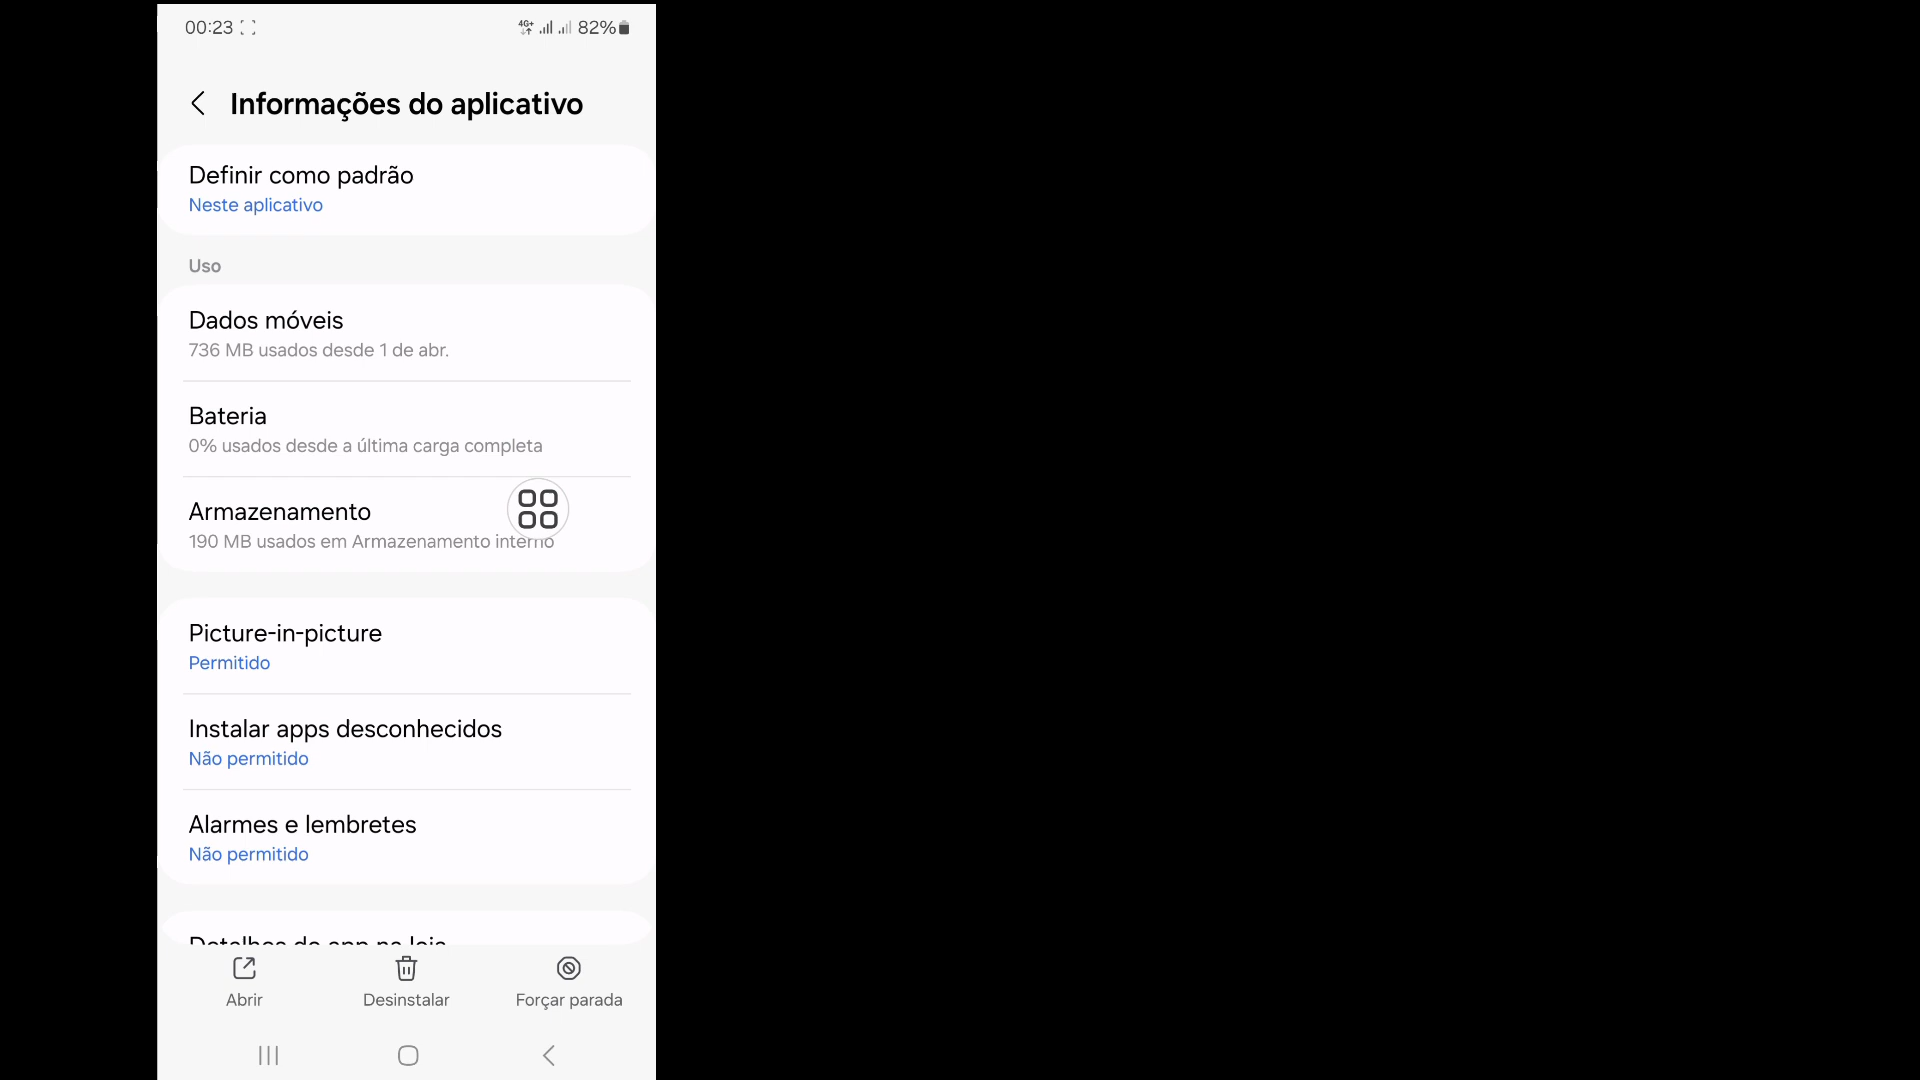 00:23 4G+ 82%
Informações do aplicativo
Definir como padrão
Neste aplicativo
Uso
Dados móveis
736 MB usados desde 1 de abr.
Bateria
0% usados desde a última carga completa
Armazenamento
190 MB usados em Armazenamento interno
Picture-in-picture
Permitido
Instalar apps desconhecidos
Não permitido
Alarmes e lembretes
Não permitido
Detalhes do app na loja
Abrir Desinstalar Forçar parada